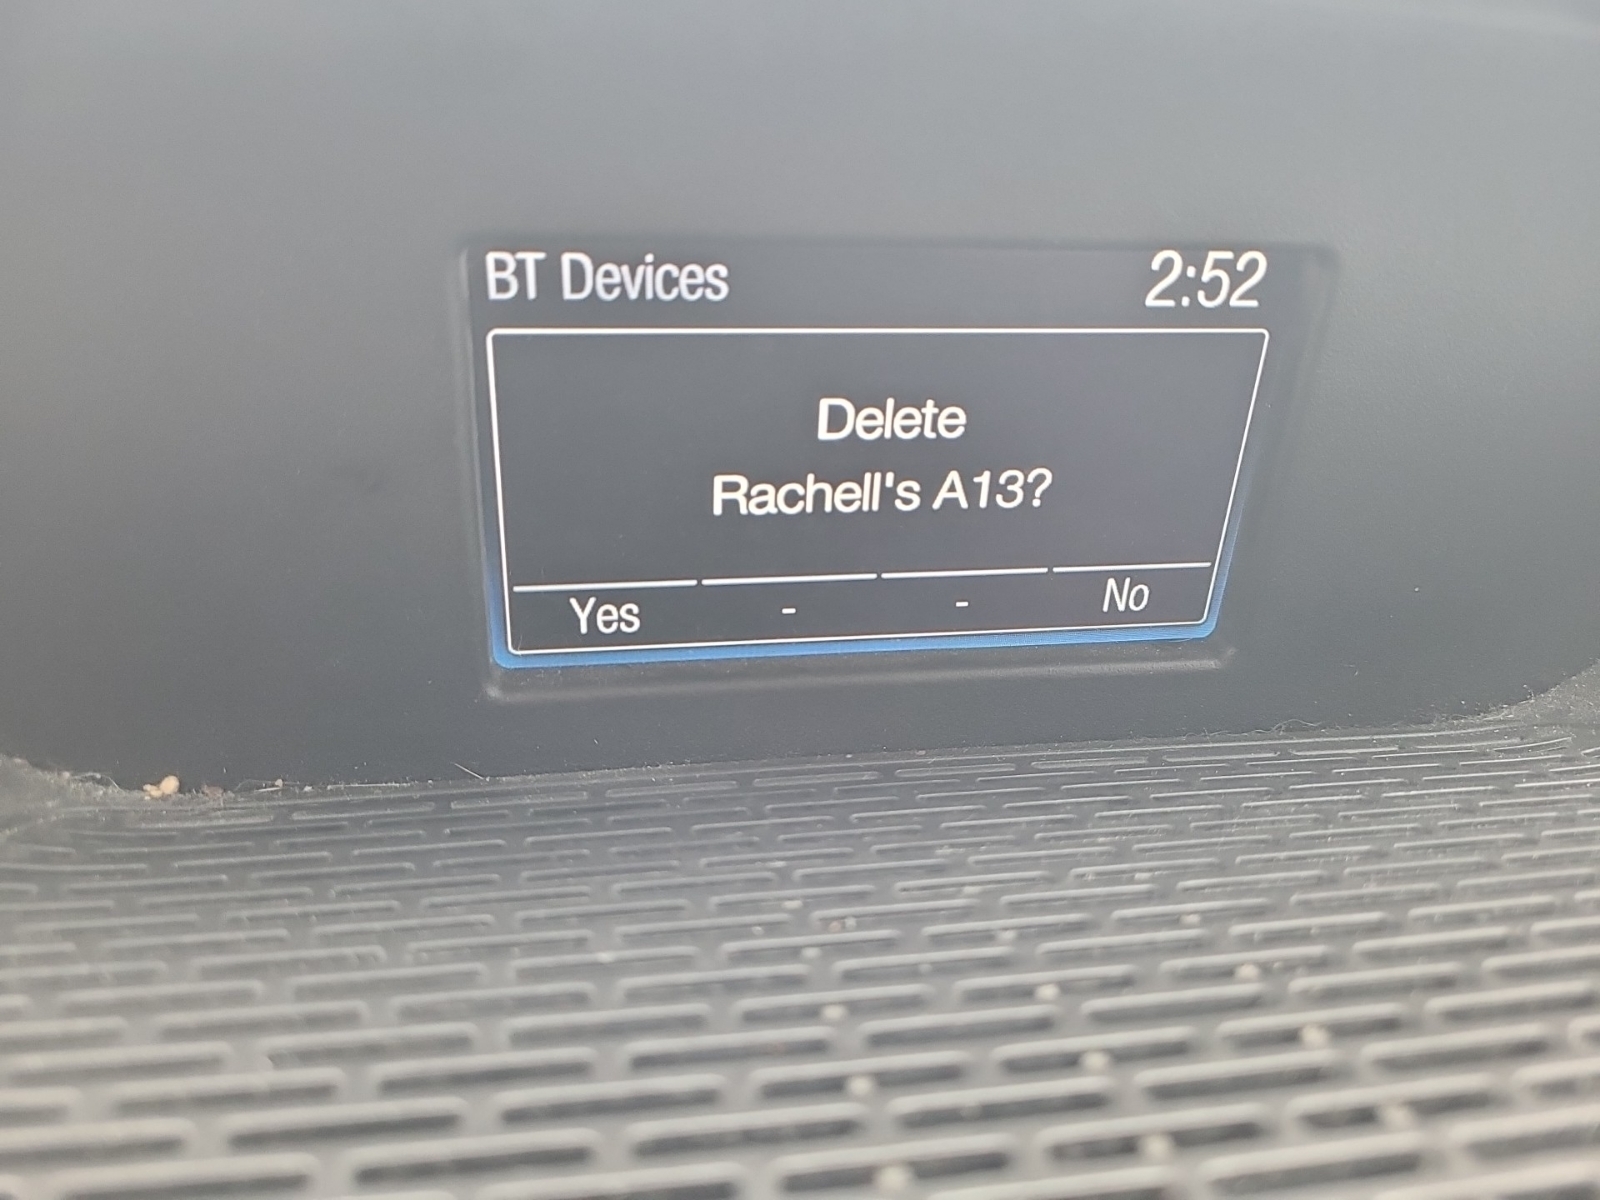 BT Devices 2:52
Delete
Rachell's A13?
Yes - - No